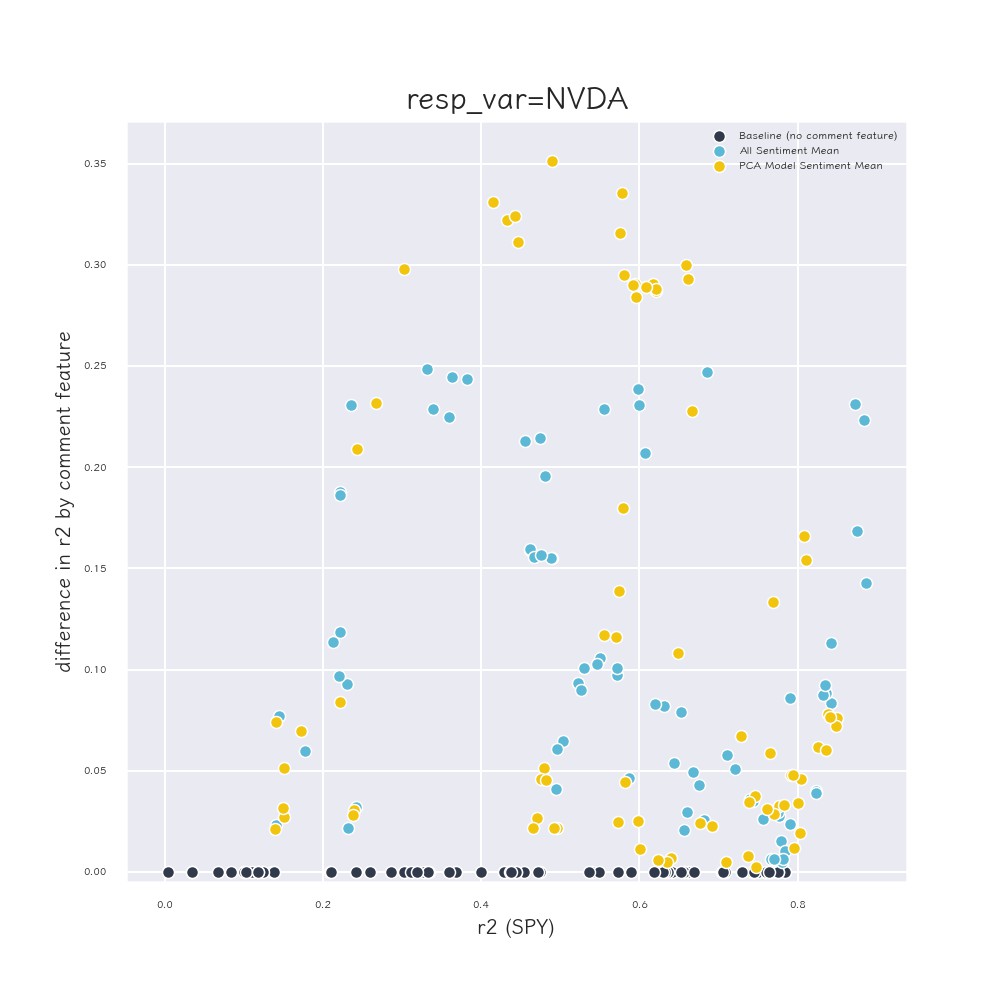 resp_var=NVDA
Baseline (no comment feature)
All Sentiment Mean
PCA Model Sentiment Mean
difference in r2 by comment feature
0.35
0.30
0.25
0.20
0.15
0.10
0.05
0.00
0.0 0.2 0.4 0.6 0.8
r2 (SPY)